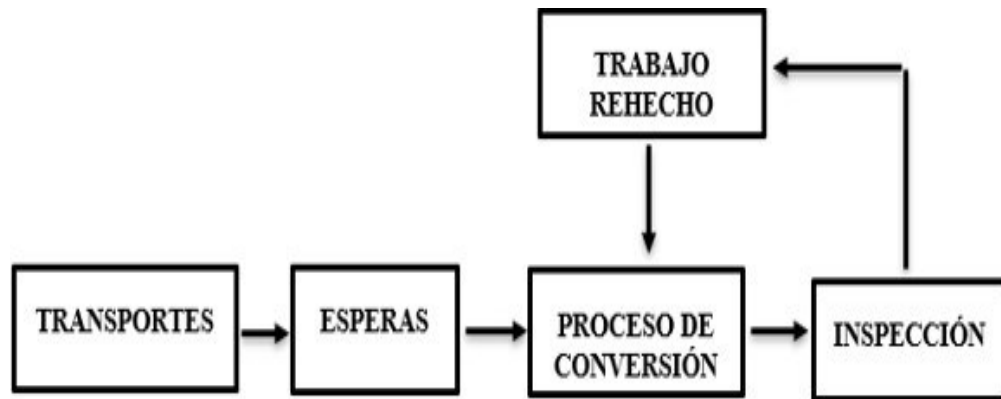 TRABAJO
REHECHO
TRANSPORTES
ESPERAS
PROCESO DE
CONVERSIÓN
INSPECCIÓN